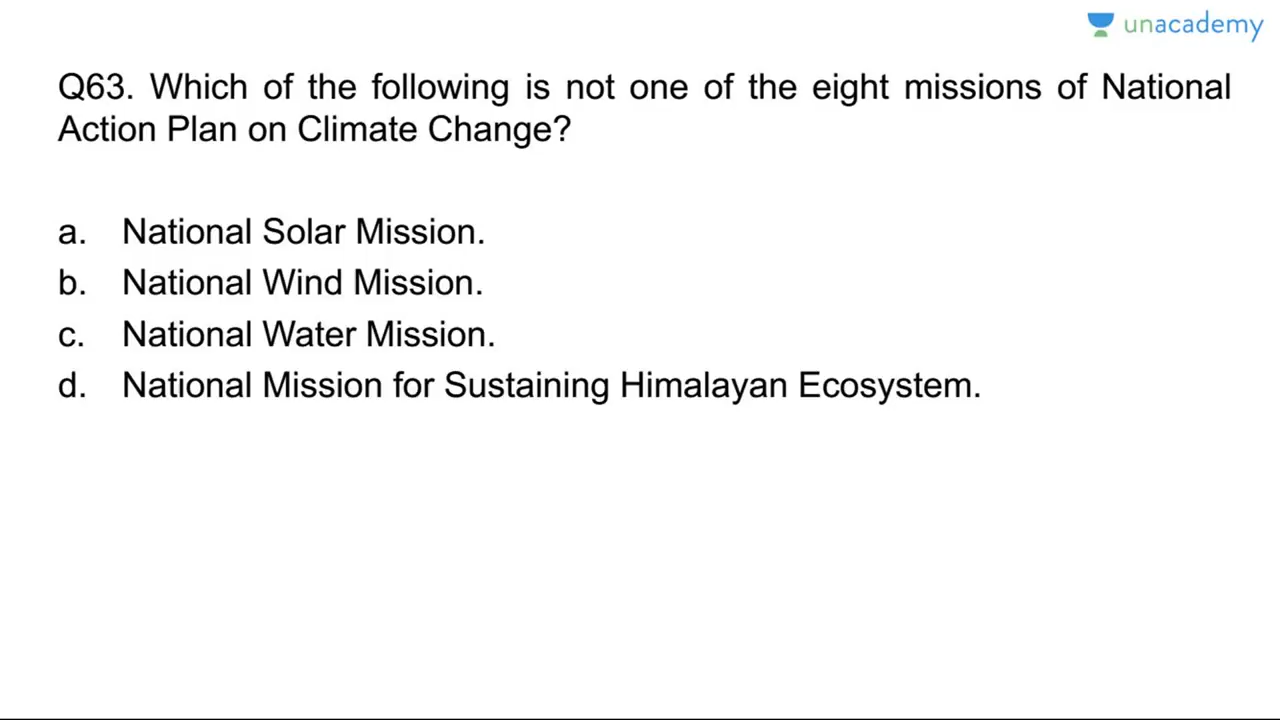 unacademy
Q63. Which of the following is not one of the eight missions of National
Action Plan on Climate Change?
a. National Solar Mission.
b. National Wind Mission.
c. National Water Mission.
d. National Mission for Sustaining Himalayan Ecosystem.